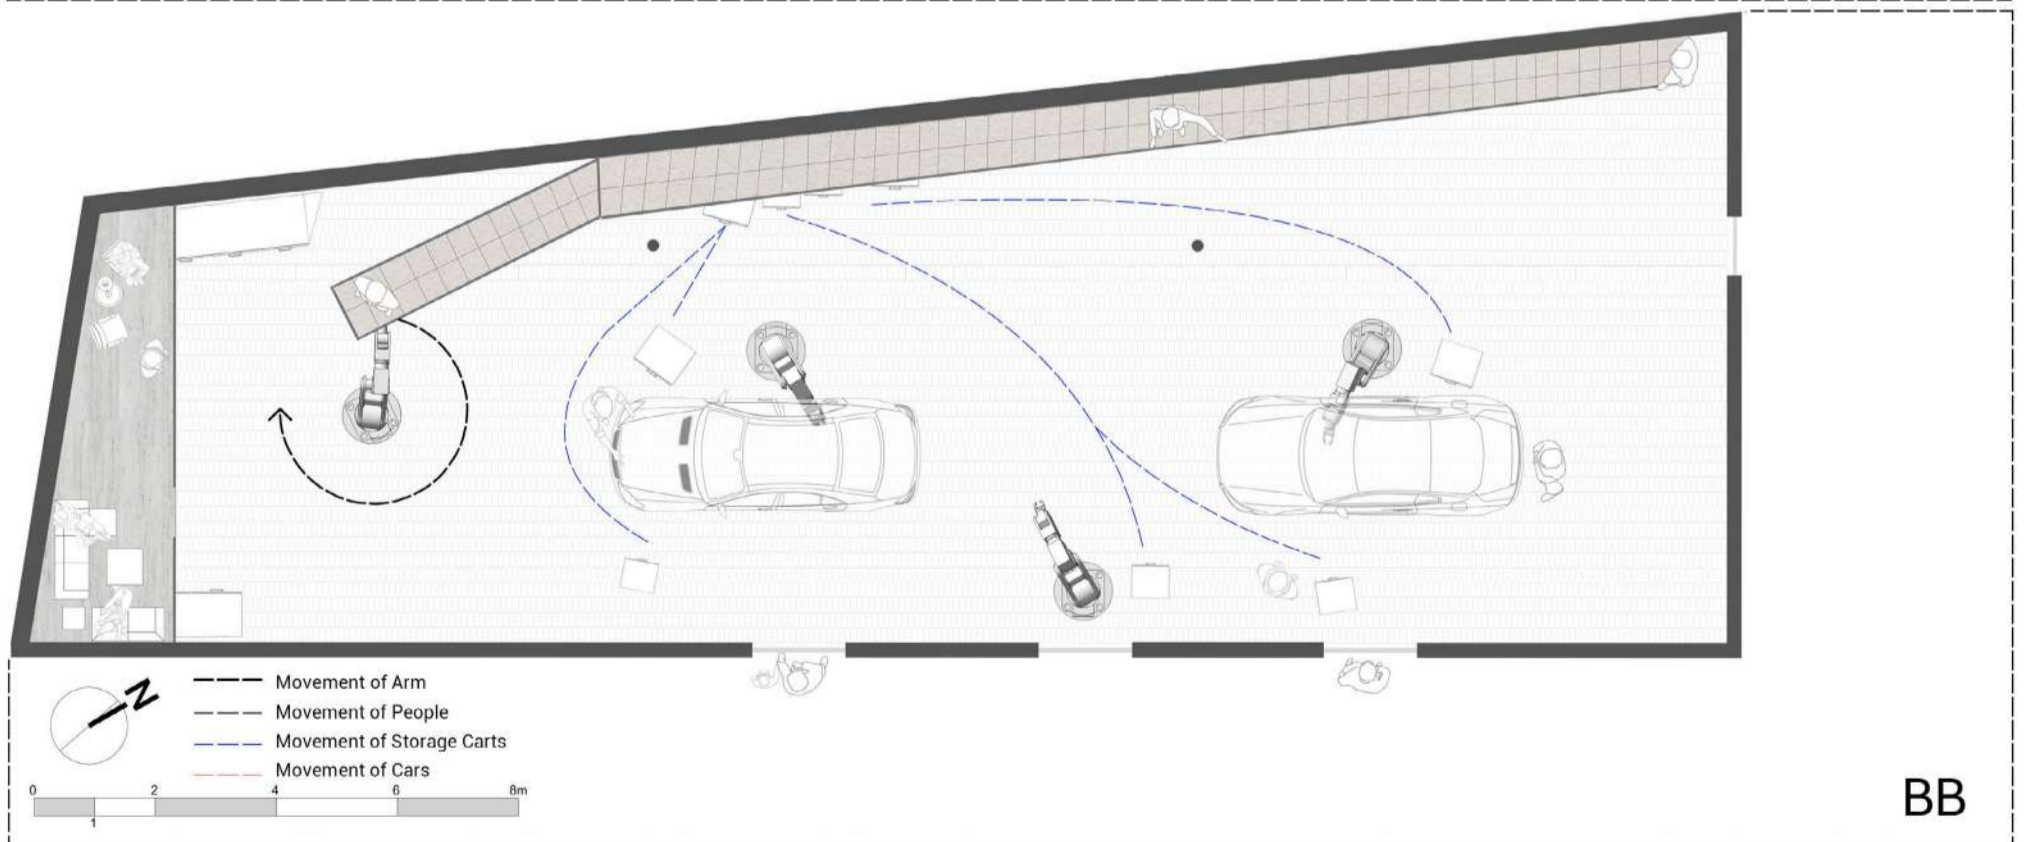 N
Movement of Arm
Movement of People
Movement of Storage Carts
Movement of Cars
0 2 4 6 8m
1
BB